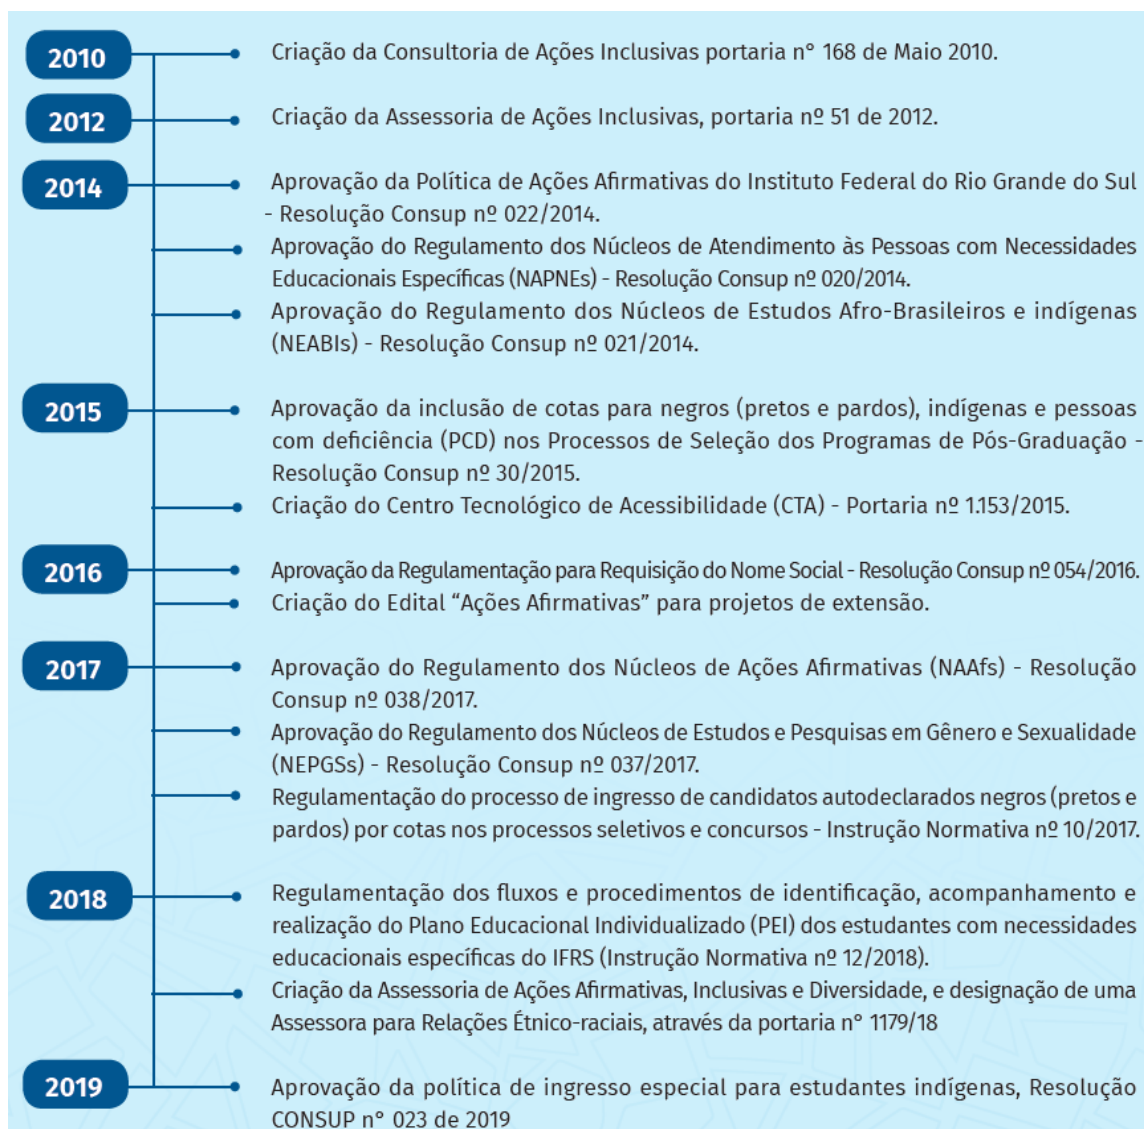 2010
Criação da Consultoria de Ações Inclusivas portaria n° 168 de Maio 2010.
2012
Criação da Assessoria de Ações Inclusivas, portaria nº 51 de 2012.
2014
Aprovação da Política de Ações Afirmativas do Instituto Federal do Rio Grande do Sul
- Resolução Consup nº 022/2014.
Aprovação do Regulamento dos Núcleos de Atendimento às Pessoas com Necessidades
Educacionais Específicas (NAPNEs) - Resolução Consup nº 020/2014.
Aprovação do Regulamento dos Núcleos de Estudos Afro-Brasileiros e indígenas
(NEABIs) - Resolução Consup nº 021/2014.
2015
Aprovação da inclusão de cotas para negros (pretos e pardos), indígenas e pessoas
com deficiência (PCD) nos Processos de Seleção dos Programas de Pós-Graduação -
Resolução Consup nº 30/2015.
Criação do Centro Tecnológico de Acessibilidade (CTA) - Portaria nº 1.153/2015.
2016
Aprovação da Regulamentação para Requisição do Nome Social - Resolução Consup nº 054/2016.
Criação do Edital “Ações Afirmativas” para projetos de extensão.
2017
Aprovação do Regulamento dos Núcleos de Ações Afirmativas (NAAfs) - Resolução
Consup nº 038/2017.
Aprovação do Regulamento dos Núcleos de Estudos e Pesquisas em Gênero e Sexualidade
(NEPGSs) - Resolução Consup nº 037/2017.
Regulamentação do processo de ingresso de candidatos autodeclarados negros (pretos e
pardos) por cotas nos processos seletivos e concursos - Instrução Normativa nº 10/2017.
2018
Regulamentação dos fluxos e procedimentos de identificação, acompanhamento e
realização do Plano Educacional Individualizado (PEI) dos estudantes com necessidades
educacionais específicas do IFRS (Instrução Normativa nº 12/2018).
Criação da Assessoria de Ações Afirmativas, Inclusivas e Diversidade, e designação de uma
Assessora para Relações Étnico-raciais, através da portaria n° 1179/18
2019
Aprovação da política de ingresso especial para estudantes indígenas, Resolução
CONSUP n° 023 de 2019